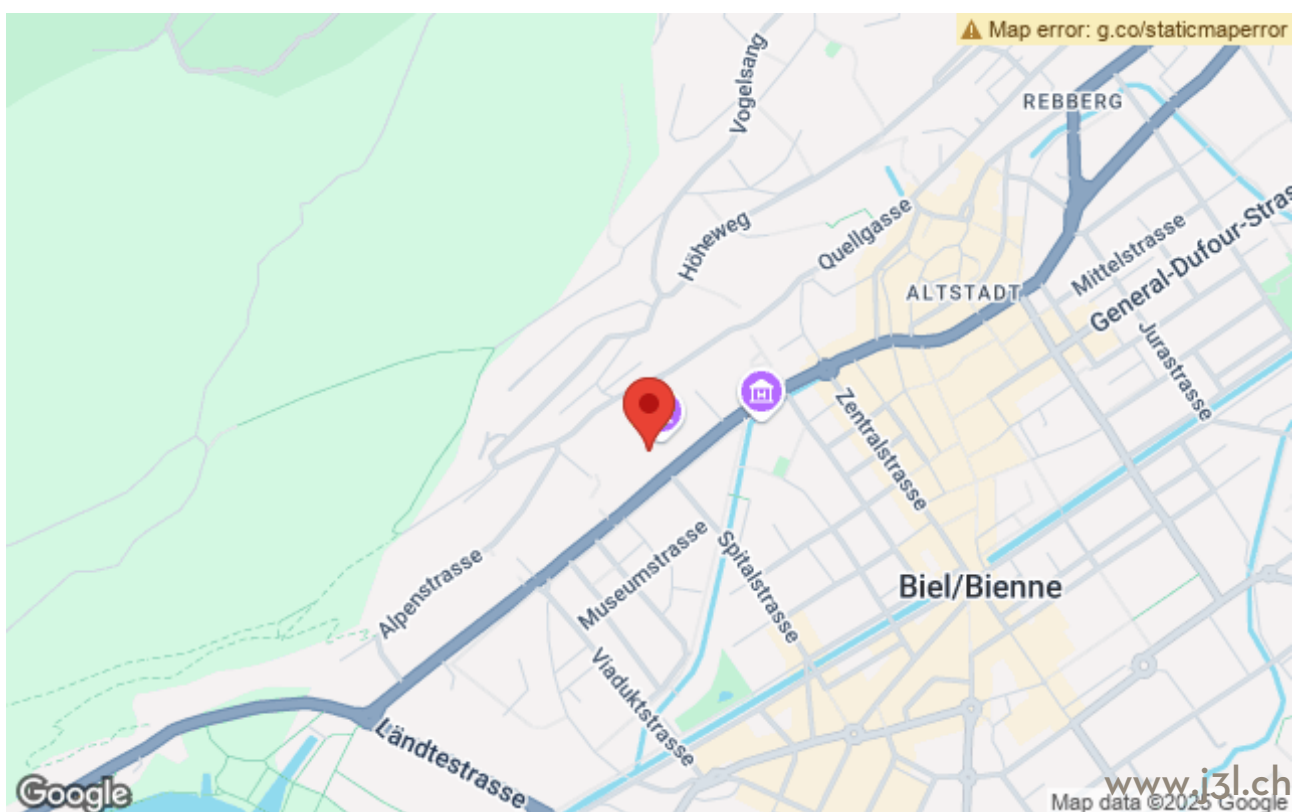 Map error: g.co/staticmaperror
Vogelsang
REBBERG
Höheweg
Quellgasse
Mittelstrasse
General-Dufour-Stras
ALTSTADT
Jurastrasse
Zentralstrasse
Spitalstrasse
Museumstrasse
Biel/Bienne
Alpenstrasse
Viaduktstrasse
Ländtestrasse
Google
www.j3l.ch
Map data ©2025 Google